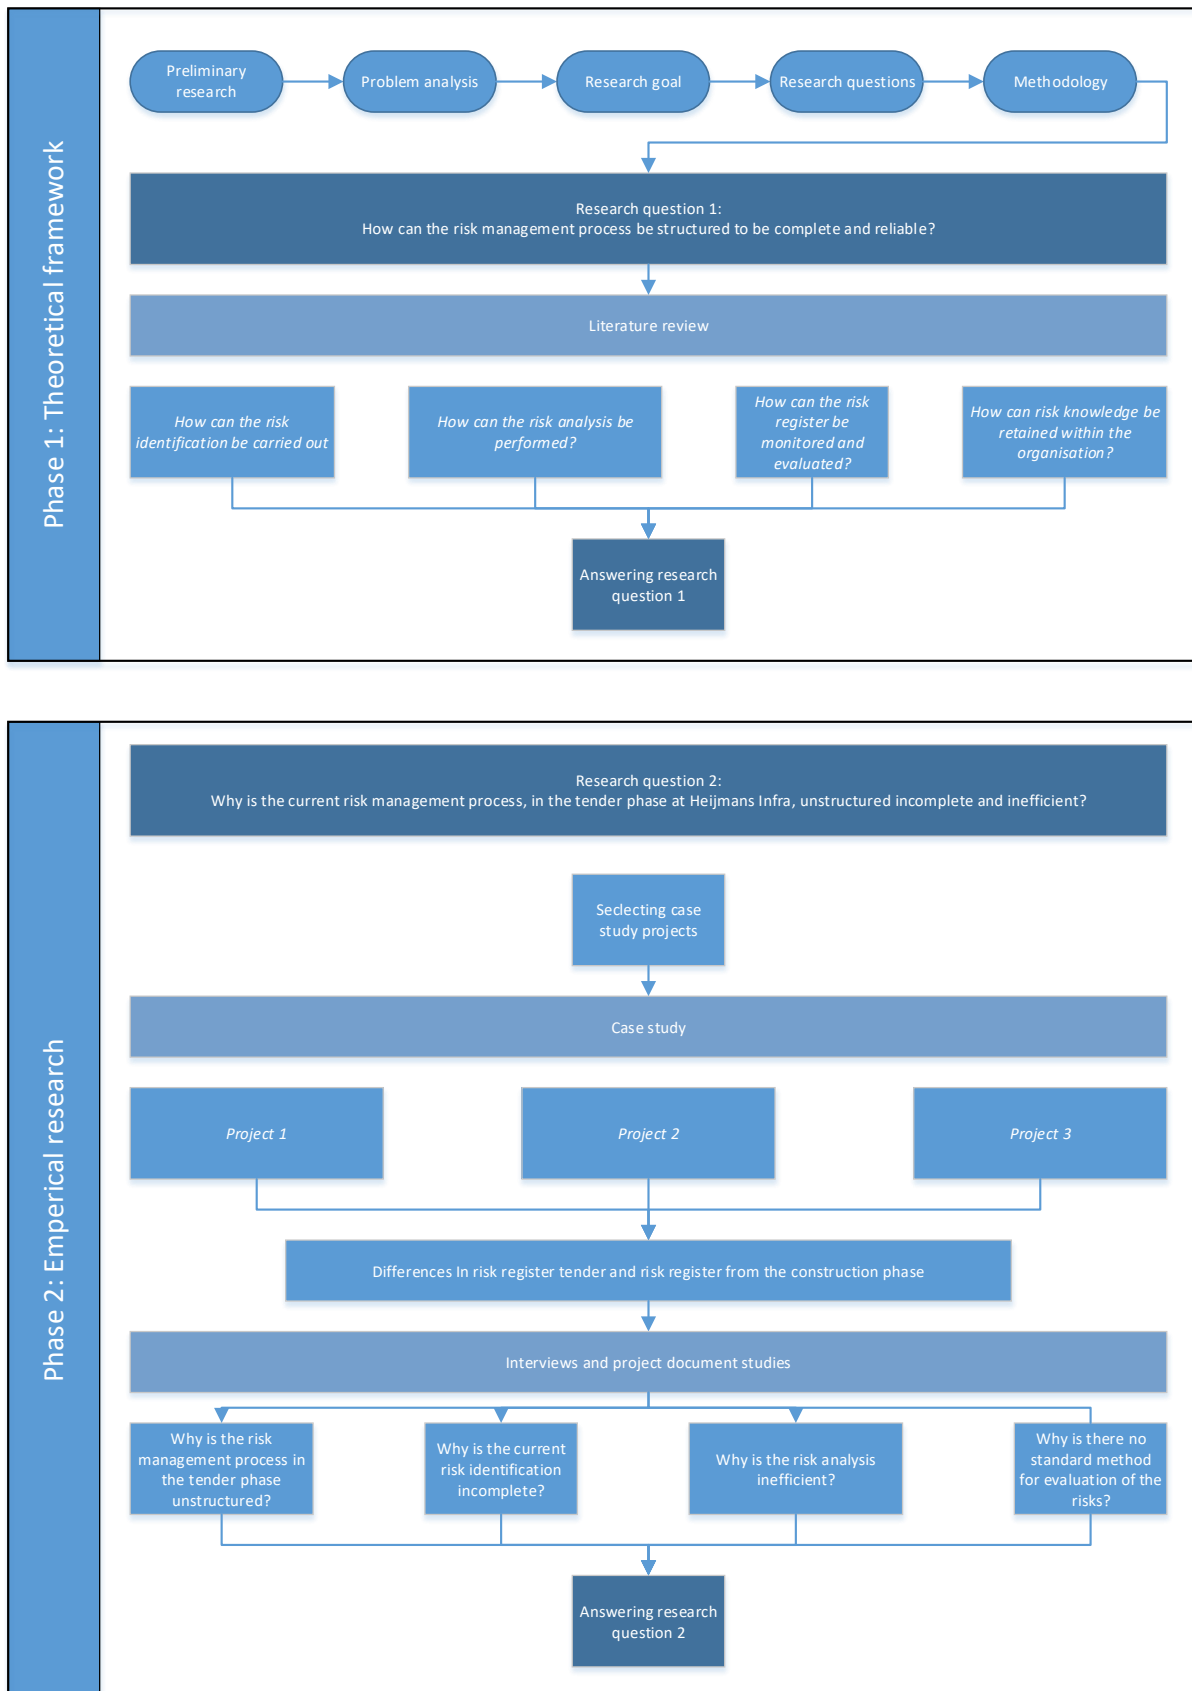 Phase 1: Theoretical framework
Preliminary
research
Problem analysis
Research goal
Research questions
Methodology
Research question 1:
How can the risk management process be structured to be complete and reliable?
Literature review
How can the risk
identification be carried out
How can the risk analysis be
performed?
How can the risk
register be
monitored and
evaluated?
How can risk knowledge be
retained within the
organisation?
Answering research
question 1
Phase 2: Emperical research
Research question 2:
Why is the current risk management process, in the tender phase at Heijmans Infra, unstructured incomplete and inefficient?
Seclecting case
study projects
Case study
Project 1
Project 2
Project 3
Differences In risk register tender and risk register from the construction phase
Interviews and project document studies
Why is the risk
management process in
the tender phase
unstructured?
Why is the current
risk identification
incomplete?
Why is the risk analysis
inefficient?
Why is there no
standard method
for evaluation of the
risks?
Answering research
question 2